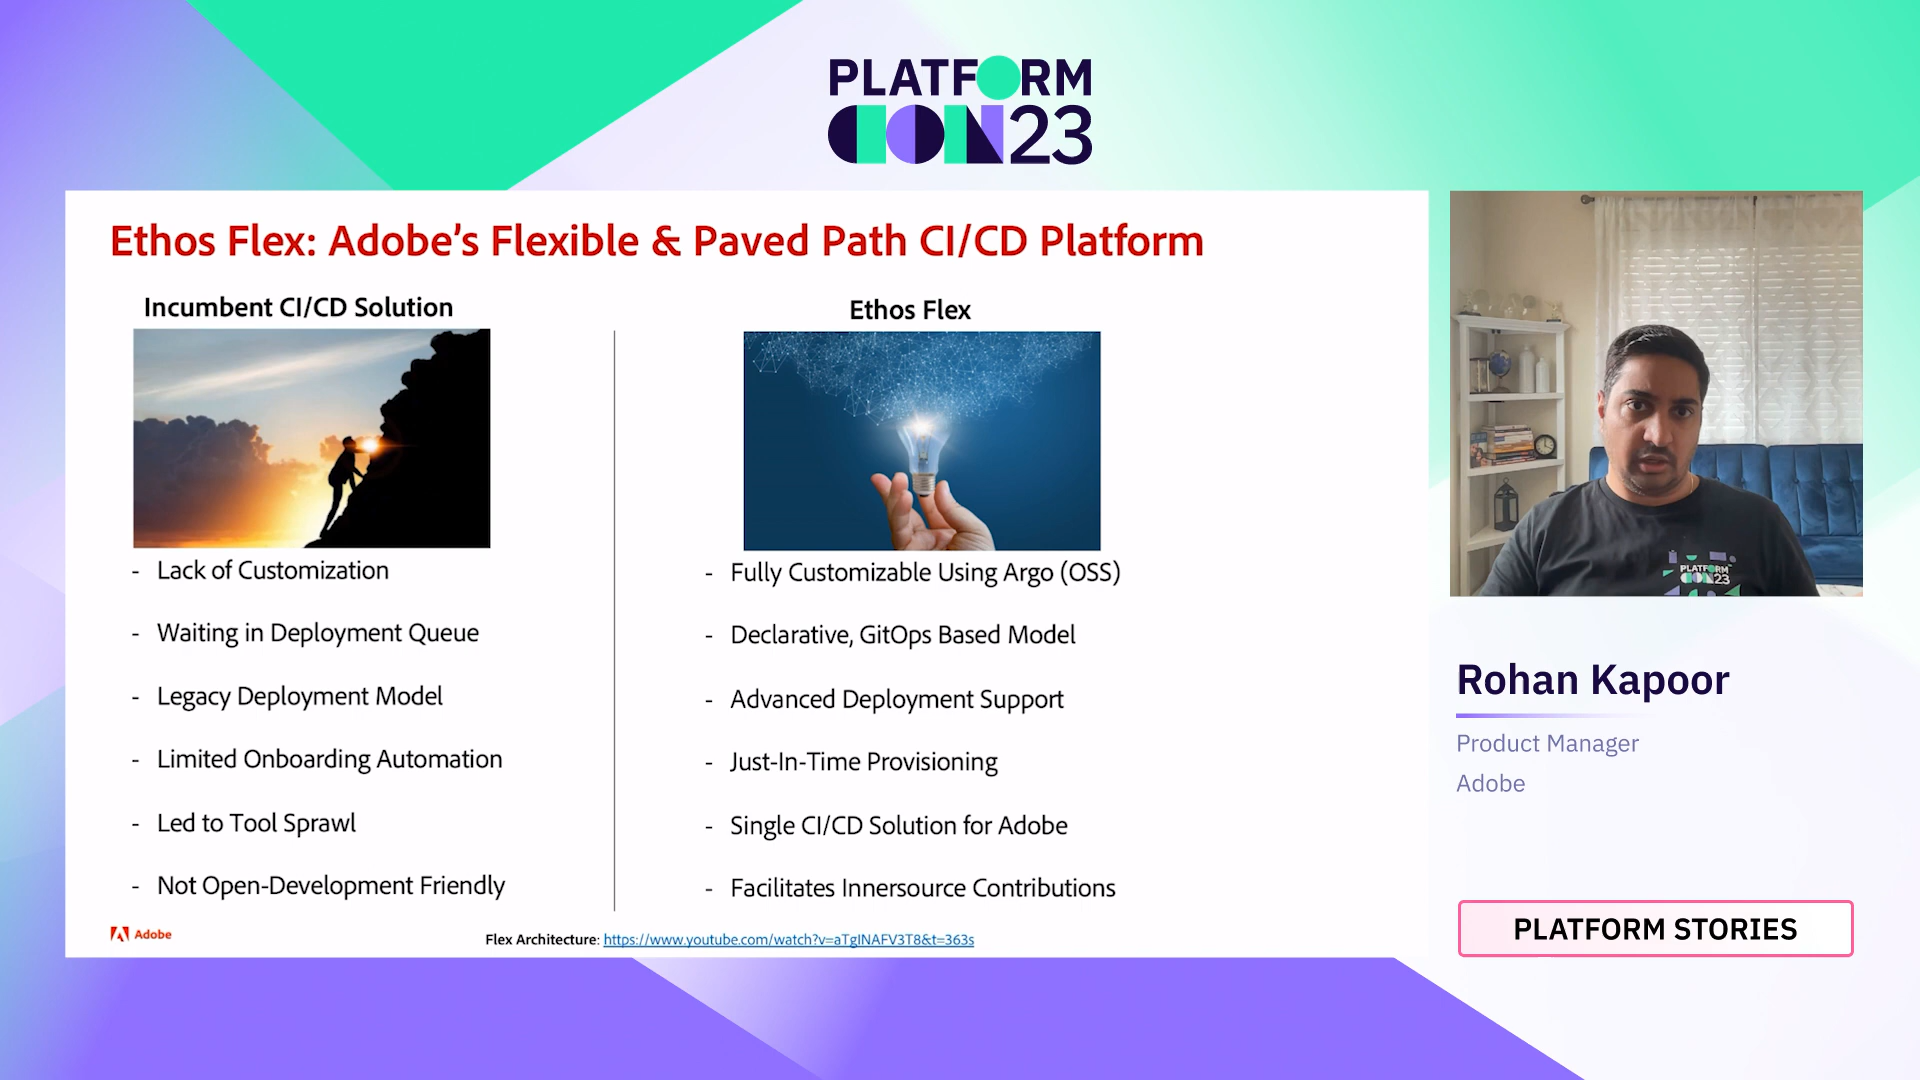 PLATFORM
CON23
Ethos Flex: Adobe’s Flexible & Paved Path CI/CD Platform
Incumbent CI/CD Solution
- Lack of Customization
- Waiting in Deployment Queue
- Legacy Deployment Model
- Limited Onboarding Automation
- Led to Tool Sprawl
- Not Open-Development Friendly
Ethos Flex
- Fully Customizable Using Argo (OSS)
- Declarative, GitOps Based Model
- Advanced Deployment Support
- Just-In-Time Provisioning
- Single CI/CD Solution for Adobe
- Facilitates Innersource Contributions
Adobe
Flex Architecture: https://www.youtube.com/watch?v=aTgINAFV3T8&t=363s
PLATFORM
CON23
Rohan Kapoor
Product Manager
Adobe
PLATFORM STORIES